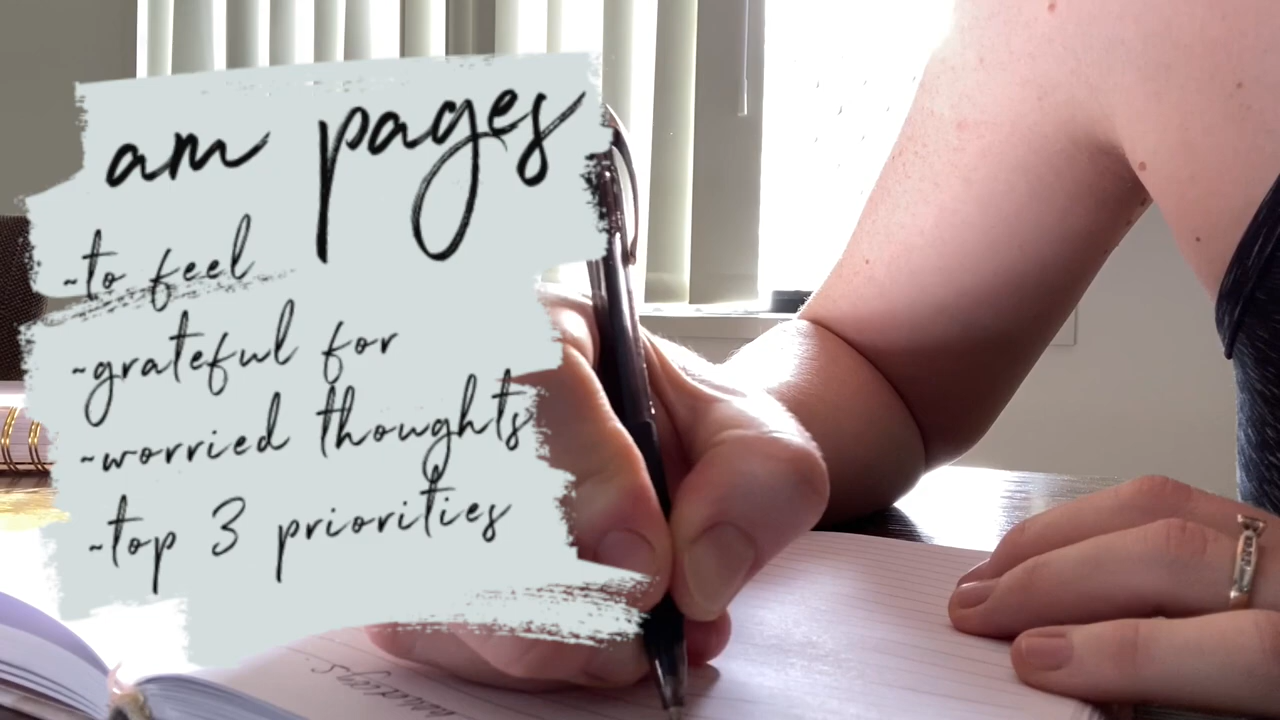 am pages
~to feel
~grateful for
~worried thoughts
~top 3 priorities